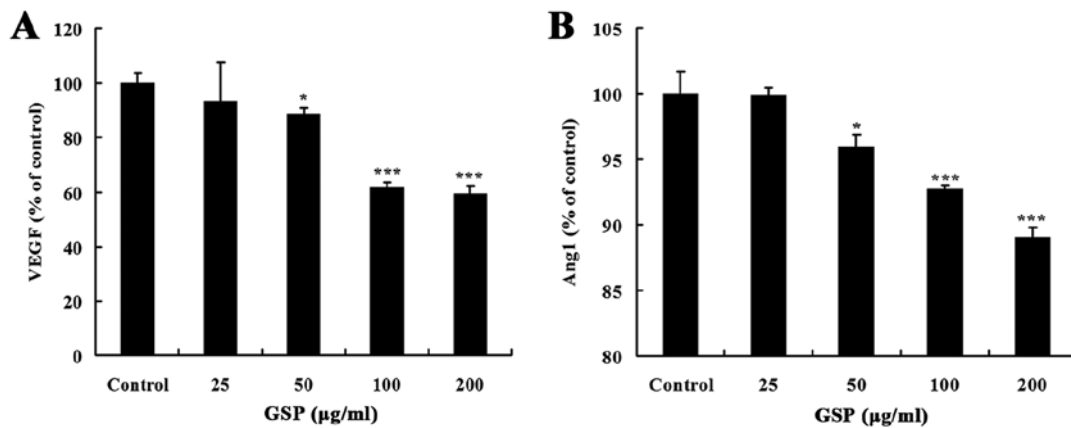 A
VEGF (% of control)
120
100
80
60
40
20
0
*
***
***
Control 25 50 100 200
GSP (µg/ml)
B
Ang1 (% of control)
105
100
95
90
85
80
*
***
***
Control 25 50 100 200
GSP (µg/ml)